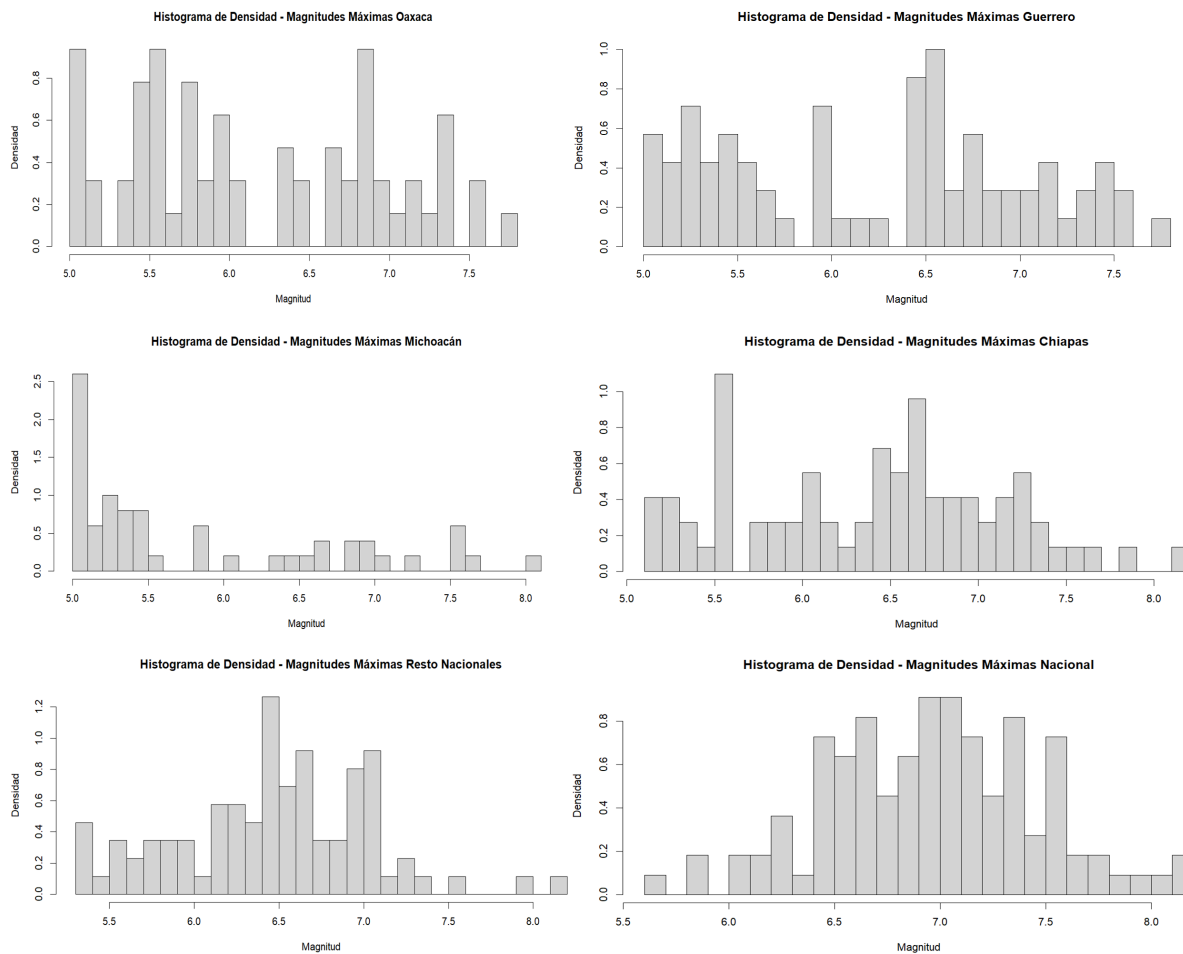 Histograma de Densidad - Magnitudes Máximas Oaxaca
Densidad
0.0 0.2 0.4 0.6 0.8
5.0 5.5 6.0 6.5 7.0 7.5
Magnitud
Histograma de Densidad - Magnitudes Máximas Guerrero
Densidad
0.0 0.2 0.4 0.6 0.8 1.0
5.0 5.5 6.0 6.5 7.0 7.5
Magnitud
Histograma de Densidad - Magnitudes Máximas Michoacán
Densidad
0.0 0.5 1.0 1.5 2.0 2.5
5.0 5.5 6.0 6.5 7.0 7.5 8.0
Magnitud
Histograma de Densidad - Magnitudes Máximas Chiapas
Densidad
0.0 0.2 0.4 0.6 0.8 1.0
5.0 5.5 6.0 6.5 7.0 7.5 8.0
Magnitud
Histograma de Densidad - Magnitudes Máximas Resto Nacionales
Densidad
0.0 0.2 0.4 0.6 0.8 1.0 1.2
5.5 6.0 6.5 7.0 7.5 8.0
Magnitud
Histograma de Densidad - Magnitudes Máximas Nacional
Densidad
0.0 0.2 0.4 0.6 0.8
5.5 6.0 6.5 7.0 7.5 8.0
Magnitud